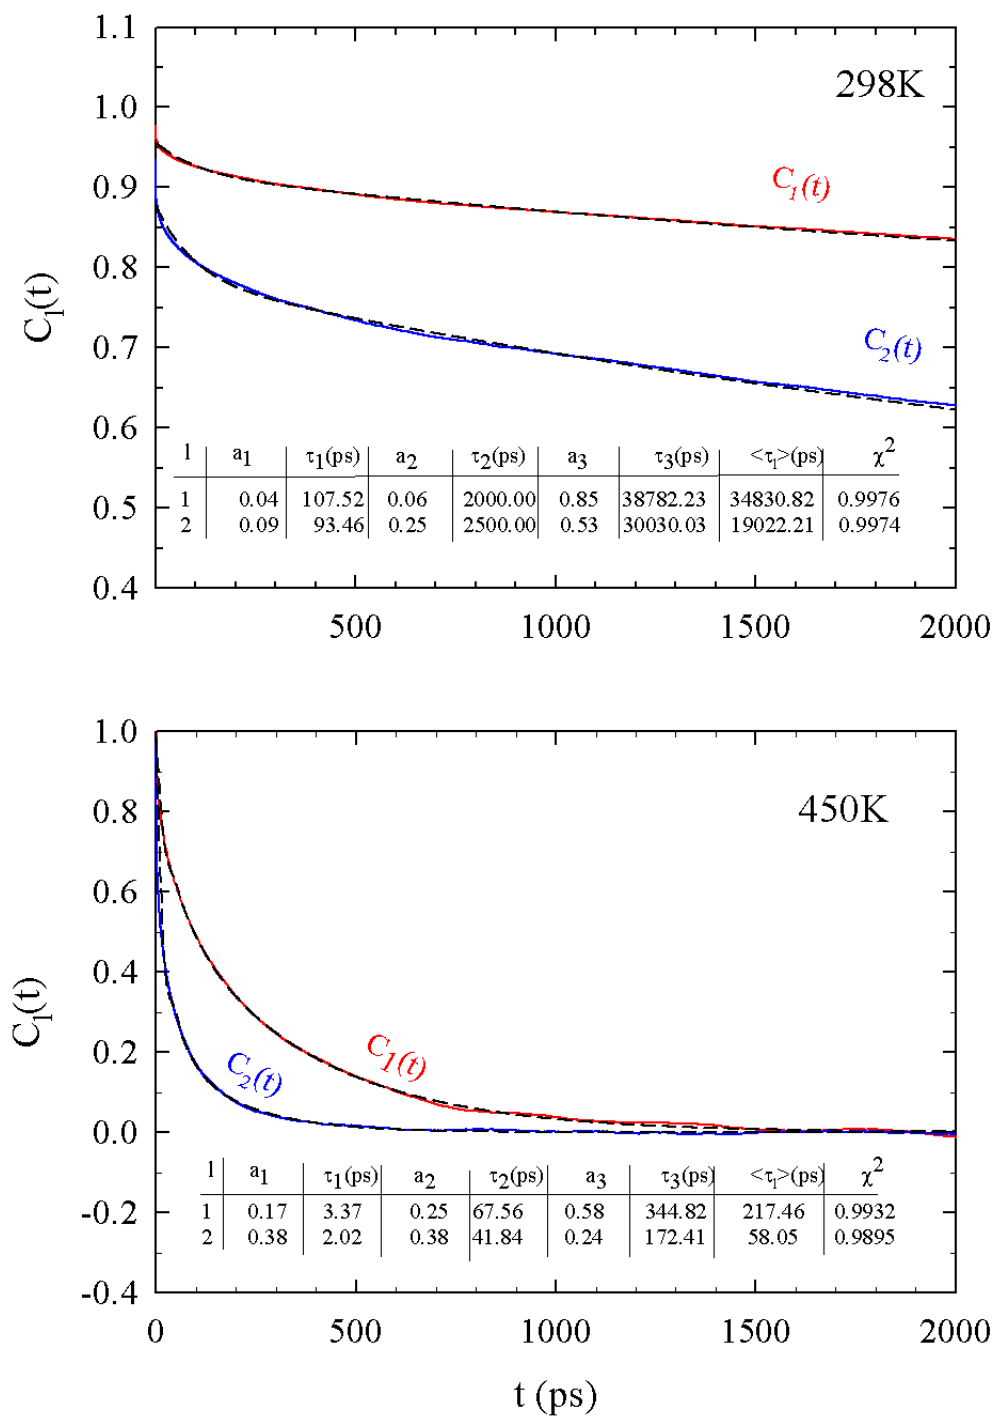 1.1
298K
1.0
C1(t)
0.9
0.8
C2(t)
0.7
0.6
0.5
0.4
Cl(t)
l a1 τ1(ps) a2 τ2(ps) a3 τ3(ps) <τl>(ps) χ2
1 0.04 107.52 0.06 2000.00 0.85 38782.23 34830.82 0.9976
2 0.09 93.46 0.25 2500.00 0.53 30030.03 19022.21 0.9974
500 1000 1500 2000
1.0
450K
0.8
0.6
0.4
0.2
C1(t)
C2(t)
0.0
-0.2
-0.4
Cl(t)
l a1 τ1(ps) a2 τ2(ps) a3 τ3(ps) <τl>(ps) χ2
1 0.17 3.37 0.25 67.56 0.58 344.82 217.46 0.9932
2 0.38 2.02 0.38 41.84 0.24 172.41 58.05 0.9895
0 500 1000 1500 2000
t (ps)